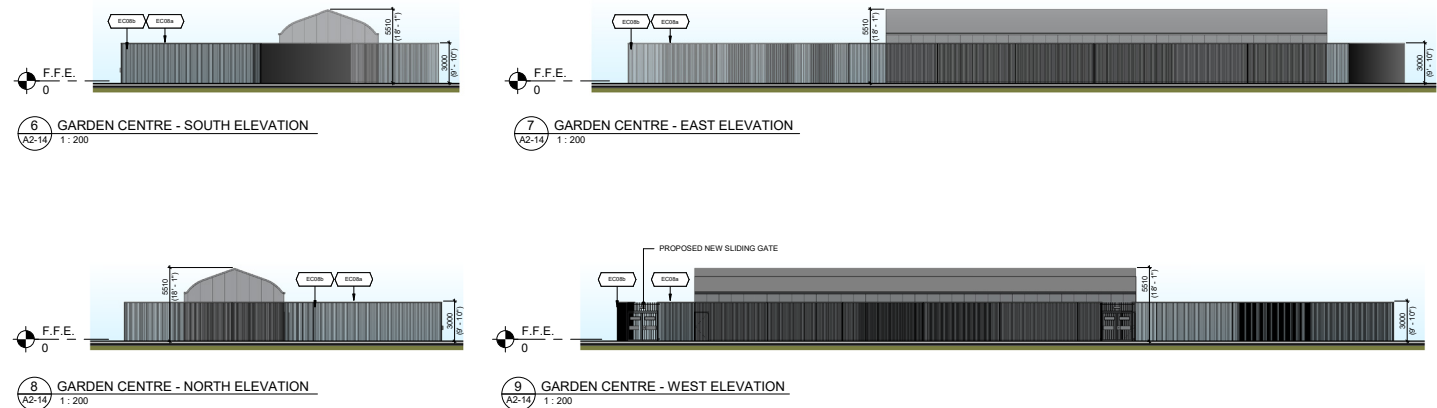 EC08b EC08a
5510
(18' - 1")
3000
(9' - 10")
F.F.E.
0
6 GARDEN CENTRE - SOUTH ELEVATION
A2-14 1 : 200
EC08b EC08a
5510
(18' - 1")
3000
(9' - 10")
F.F.E.
0
7 GARDEN CENTRE - EAST ELEVATION
A2-14 1 : 200
EC08b EC08a
5510
(18' - 1")
3000
(9' - 10")
F.F.E.
0
8 GARDEN CENTRE - NORTH ELEVATION
A2-14 1 : 200
PROPOSED NEW SLIDING GATE
EC08b EC08a
5510
(18' - 1")
3000
(9' - 10")
F.F.E.
0
9 GARDEN CENTRE - WEST ELEVATION
A2-14 1 : 200